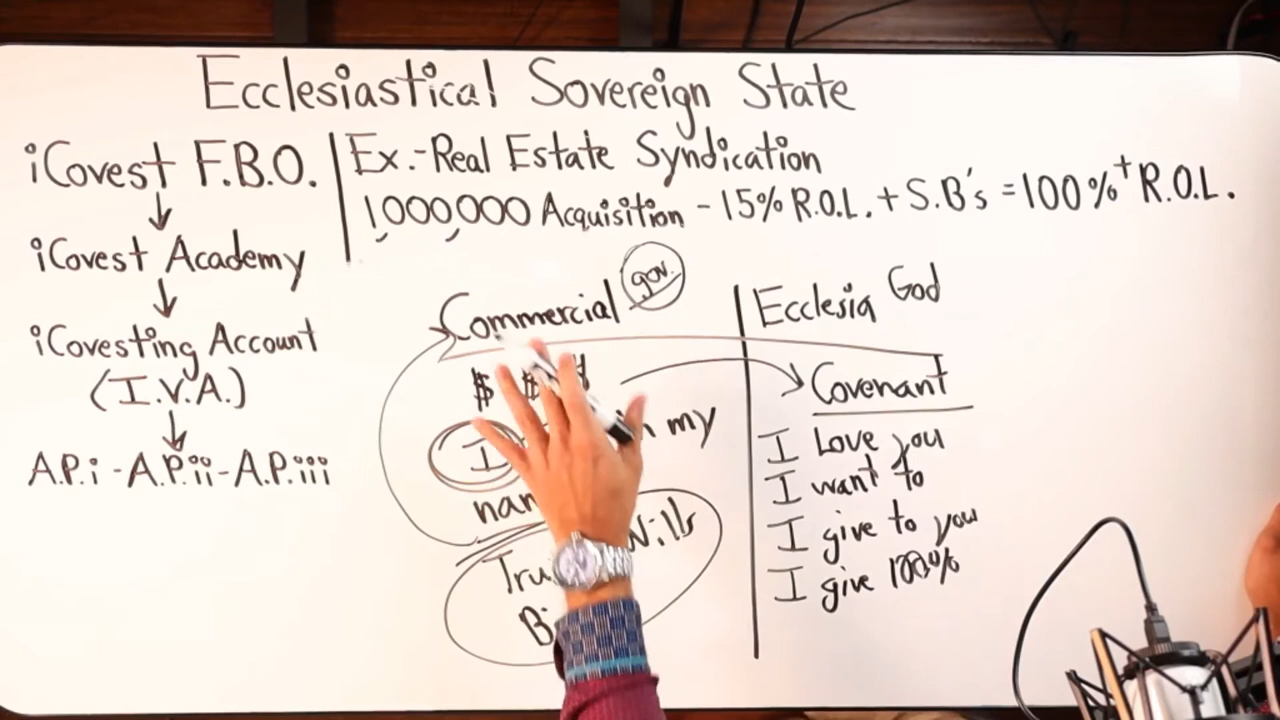 Ecclesiastical Sovereign State
iCovest F.B.O.
iCovest Academy
iCovesting Account
(I.V.A.)
A.P.i - A.P.ii - A.P.iii
Ex.-Real Estate Syndication
1,000,000 Acquisition - 15% R.O.L. + S.B's = 100%+ R.O.L.
Commercial gov.
$
I my
Wills
Ecclesia God
Covenant
I Love you
I want to
I give to you
I give 100%